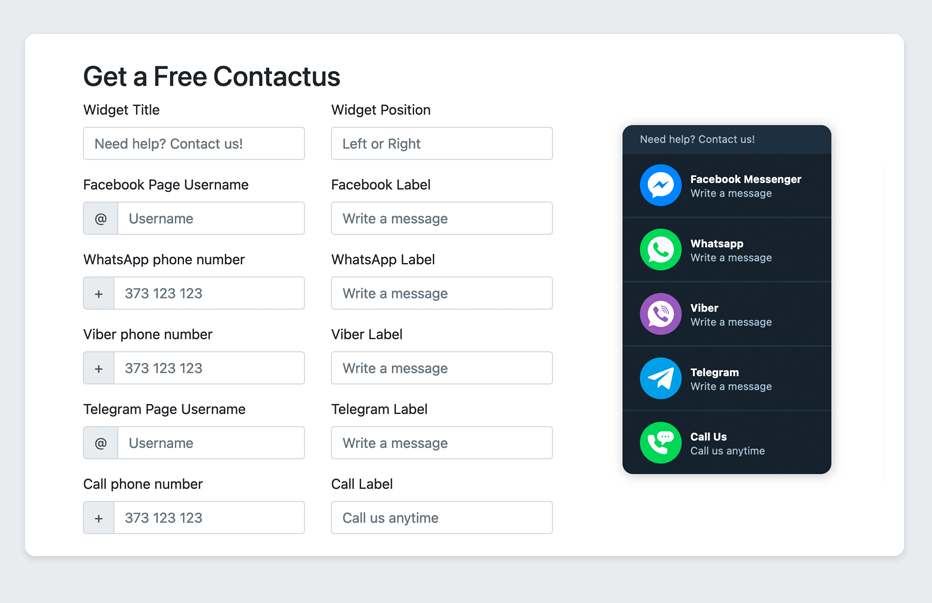 Get a Free Contactus
Widget Title
Widget Position
Need help? Contact us!
Left or Right
Facebook Page Username
Facebook Label
@ Username
Write a message
WhatsApp phone number
WhatsApp Label
+ 373 123 123
Write a message
Viber phone number
Viber Label
+ 373 123 123
Write a message
Telegram Page Username
Telegram Label
@ Username
Write a message
Call phone number
Call Label
+ 373 123 123
Call us anytime
Need help? Contact us!
Facebook Messenger
Write a message
Whatsapp
Write a message
Viber
Write a message
Telegram
Write a message
Call Us
Call us anytime